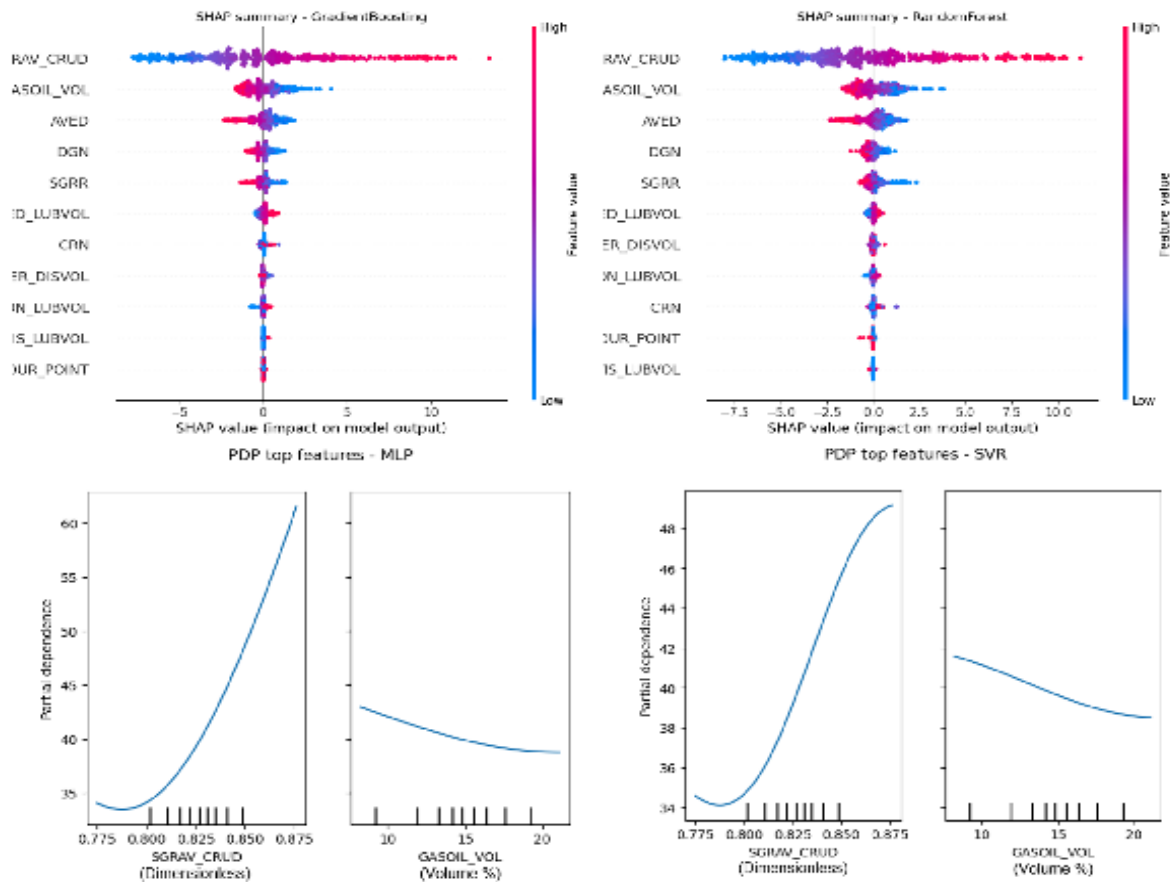 SHAP summary - GradientBoosting
High
RAV_CRUD
ASOIL_VOL
AVED
DGN
SGRR
ED_LUBVOL
CRN
ER_DISVOL
RN_LUBVOL
IS_LUBVOL
OUR_POINT
Feature value
Low
−5 0 5 10
SHAP value (impact on model output)
SHAP summary - RandomForest
High
RAV_CRUD
ASOIL_VOL
AVED
DGN
SGRR
ED_LUBVOL
ER_DISVOL
ON_LUBVOL
CRN
OUR_POINT
IS_LUBVOL
Feature value
Low
−7.5 −5.0 −2.5 0.0 2.5 5.0 7.5 10.0
SHAP value (impact on model output)
PDP top features - MLP
Partial dependence
60
55
50
45
40
35
0.775 0.800 0.825 0.850 0.875
SGRAV_CRUD
(Dimensionless)
10 15 20
GASOIL_VOL
(Volume %)
PDP top features - SVR
Partial dependence
48
46
44
42
40
38
36
34
0.775 0.800 0.825 0.850 0.875
SGRAV_CRUD
(Dimensionless)
10 15 20
GASOIL_VOL
(Volume %)